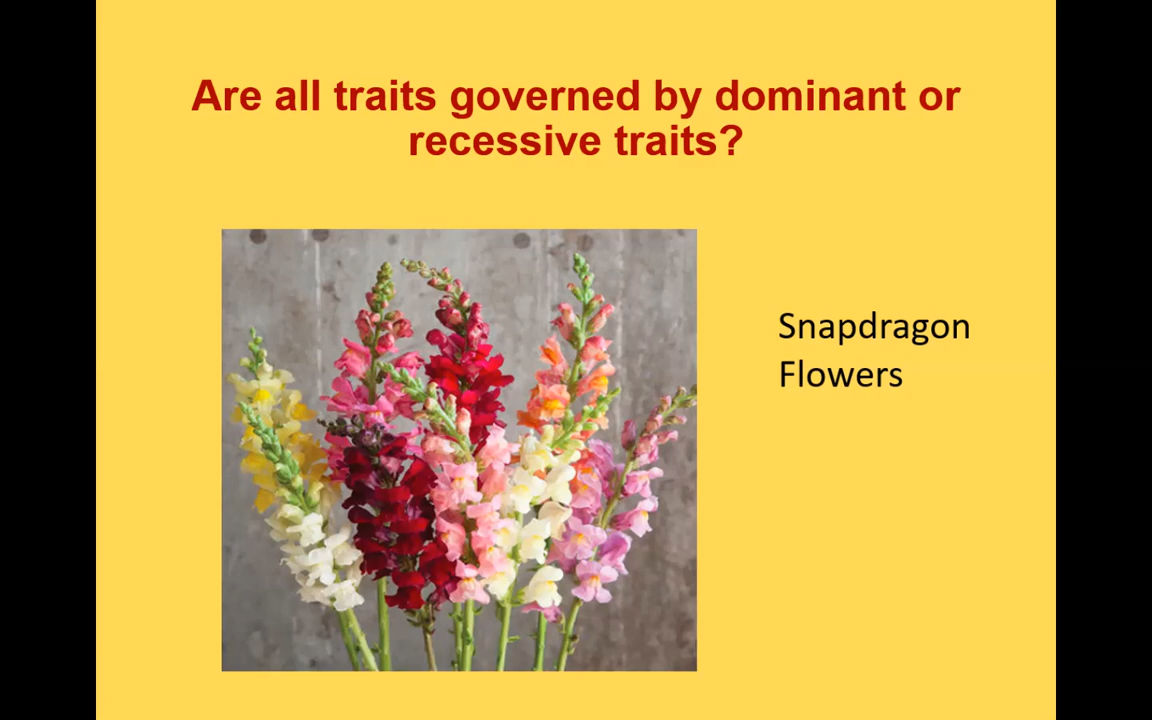 Are all traits governed by dominant or
recessive traits?
Snapdragon
Flowers